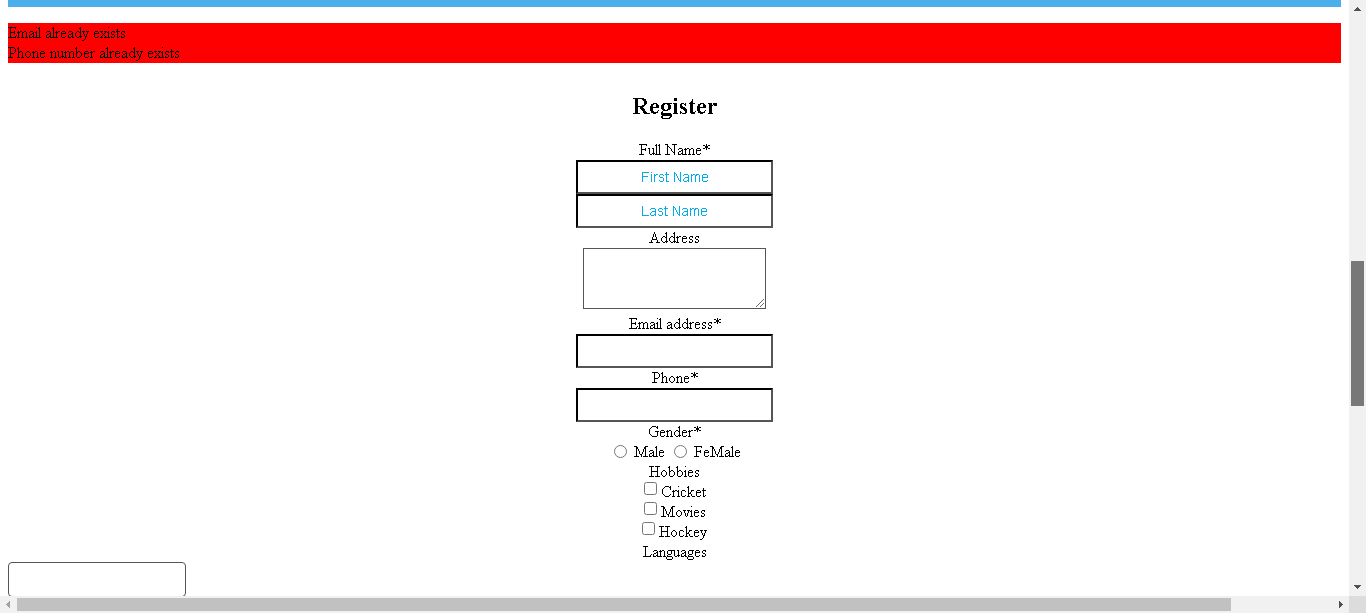 Email already exists
Phone number already exists
Register
Full Name*
First Name
Last Name
Address
Email address*
Phone*
Gender*
Male FeMale
Hobbies
Cricket
Movies
Hockey
Languages